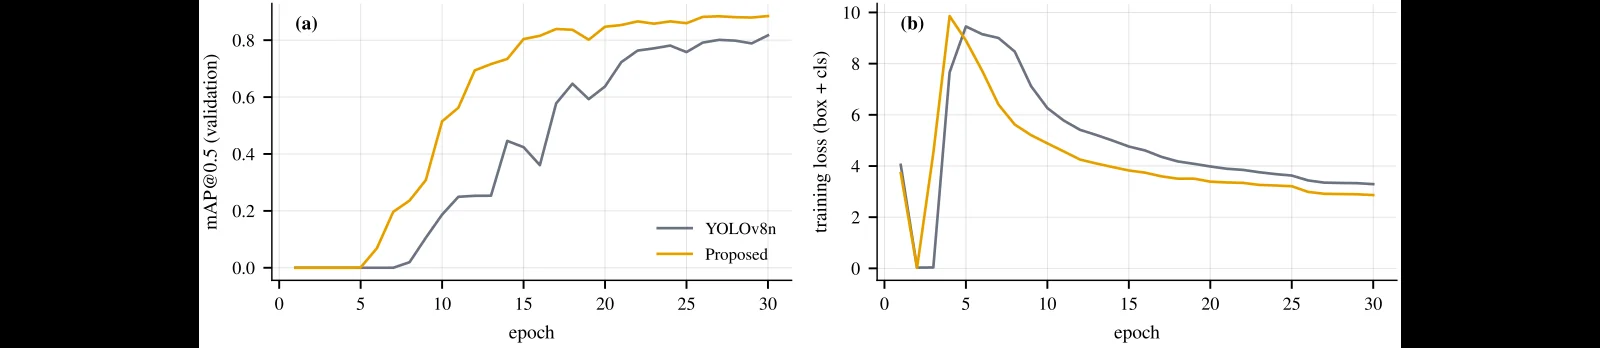 (a)
mAP@0.5 (validation)
0.8
0.6
0.4
0.2
0.0
YOLOv8n
Proposed
0 5 10 15 20 25 30
epoch
(b)
training loss (box + cls)
10
8
6
4
2
0
0 5 10 15 20 25 30
epoch